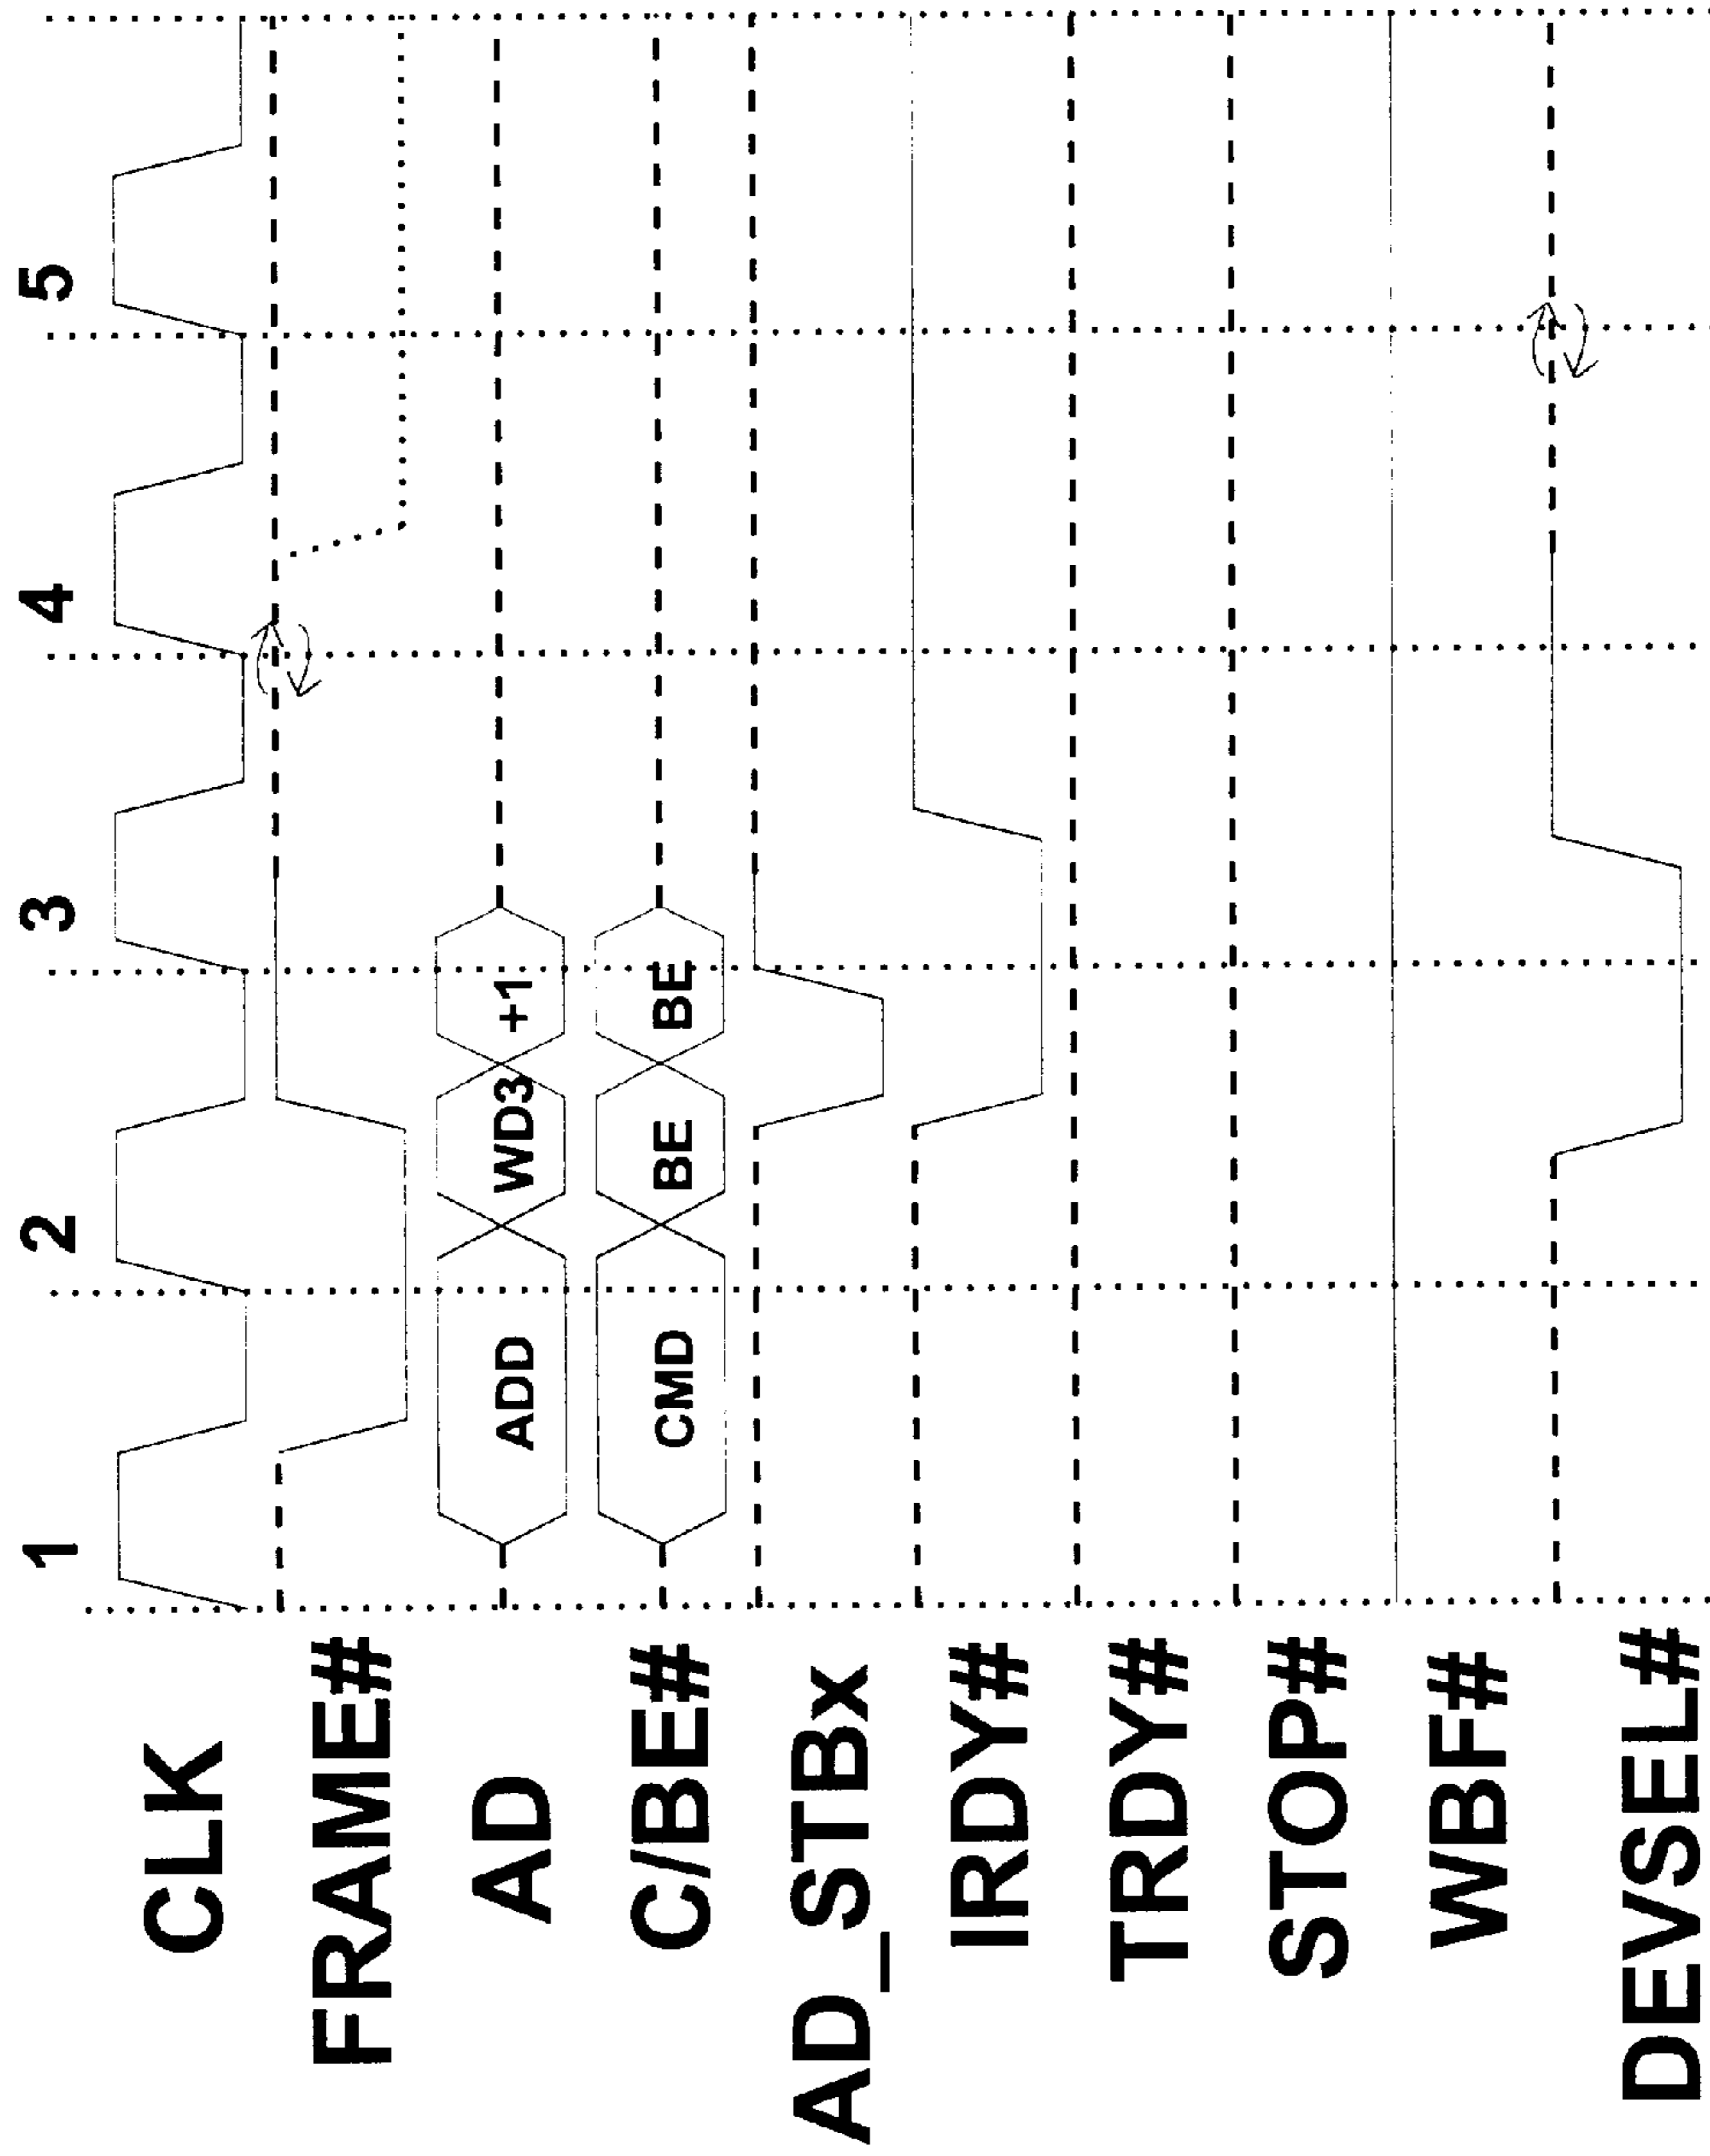 1 2 3 4 5
CLK
FRAME#
AD ADD WD3 +1
C/BE# CMD BE BE
AD_STBx
IRDY#
TRDY#
STOP#
WBF#
DEVSEL#